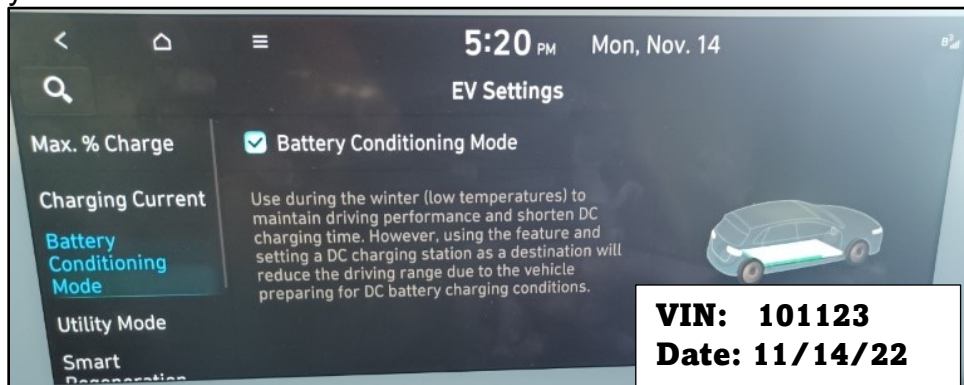 5:20 PM Mon, Nov. 14
EV Settings
Max. % Charge
Charging Current
Battery
Conditioning
Mode
Utility Mode
Smart
Regeneration
Battery Conditioning Mode
Use during the winter (low temperatures) to
maintain driving performance and shorten DC
charging time. However, using the feature and
setting a DC charging station as a destination will
reduce the driving range due to the vehicle
preparing for DC battery charging conditions.
VIN: 101123
Date: 11/14/22